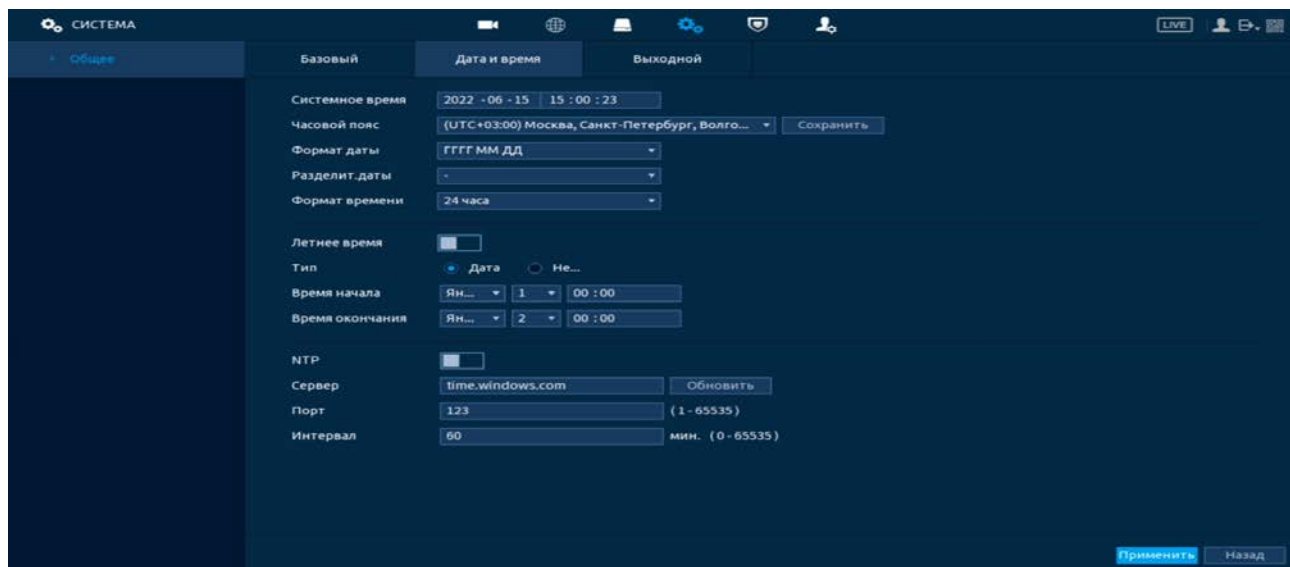 СИСТЕМА LIVE
Общее Базовый Дата и время Выходной
Системное время 2022 - 06 - 15 15 : 00 : 23
Часовой пояс (UTC+03:00) Москва, Санкт-Петербург, Волго... Сохранить
Формат даты ГГГГ ММ ДД
Разделит.даты -
Формат времени 24 часа
Летнее время
Тип Дата Не...
Время начала Ян... 1 00 : 00
Время окончания Ян... 2 00 : 00
NTP
Сервер time.windows.com Обновить
Порт 123 (1 - 65535)
Интервал 60 мин. (0 - 65535)
Применить Назад